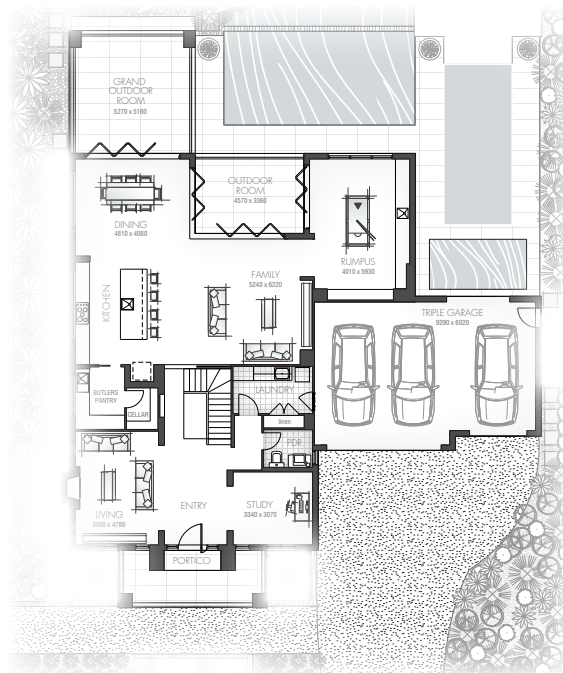 GRAND
OUTDOOR
ROOM
5270 x 5160
OUTDOOR
ROOM
4570 x 3360
DINING
4810 x 4080
RUMPUS
4010 x 5930
FAMILY
5240 x 6220
KITCHEN
TRIPLE GARAGE
9290 x 6020
BUTLERS
PANTRY
CELLAR
LAUNDRY
linen
PDR
LIVING
3500 x 4780
ENTRY
STUDY
3340 x 3070
PORTICO